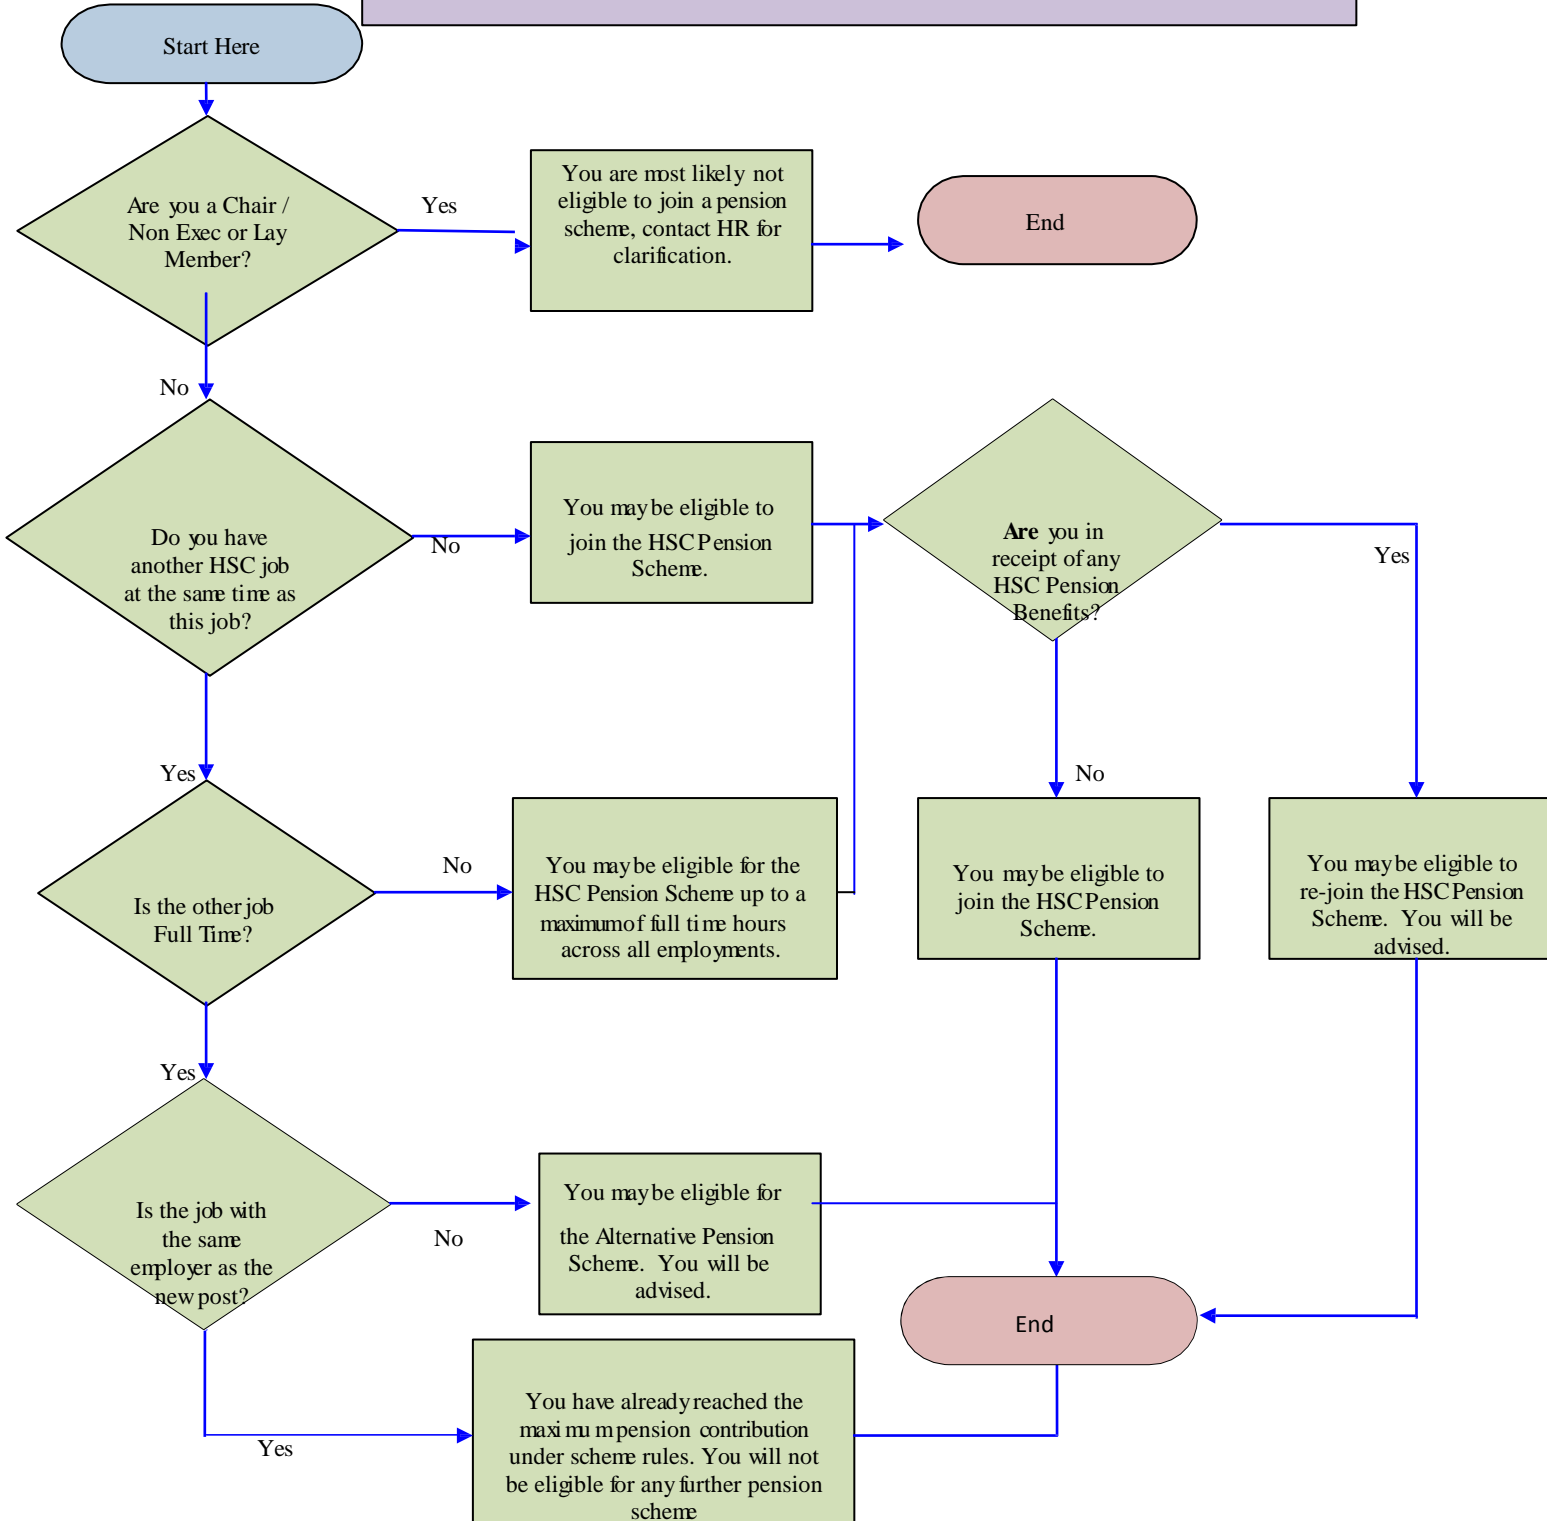 Start Here
Are you a Chair /
Non Exec or Lay
Member?
Yes
You are most likely not
eligible to join a pension
scheme, contact HR for
clarification.
End
No
Do you have
another HSC job
at the same time as
this job?
No
You may be eligible to
join the HSC Pension
Scheme.
Are you in
receipt of any
HSC Pension
Benefits?
Yes
Yes
Is the other job
Full Time?
No
You may be eligible for the
HSC Pension Scheme up to a
maximum of full time hours
across all employments.
No
You may be eligible to
join the HSC Pension
Scheme.
You may be eligible to
re-join the HSC Pension
Scheme. You will be
advised.
Yes
Is the job with
the same
employer as the
new post?
No
You may be eligible for
the Alternative Pension
Scheme. You will be
advised.
End
Yes
You have already reached the
maximum pension contribution
under scheme rules. You will not
be eligible for any further pension
scheme